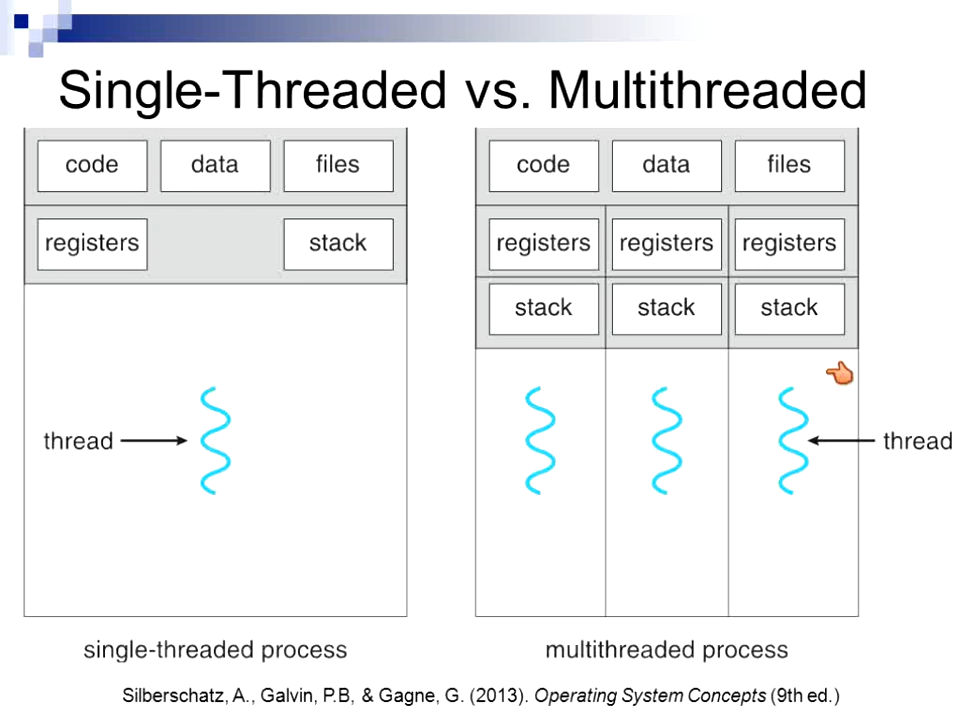 Single-Threaded vs. Multithreaded
code data files
registers stack
thread
single-threaded process
code data files
registers registers registers
stack stack stack
thread
multithreaded process
Silberschatz, A., Galvin, P.B, & Gagne, G. (2013). Operating System Concepts (9th ed.)